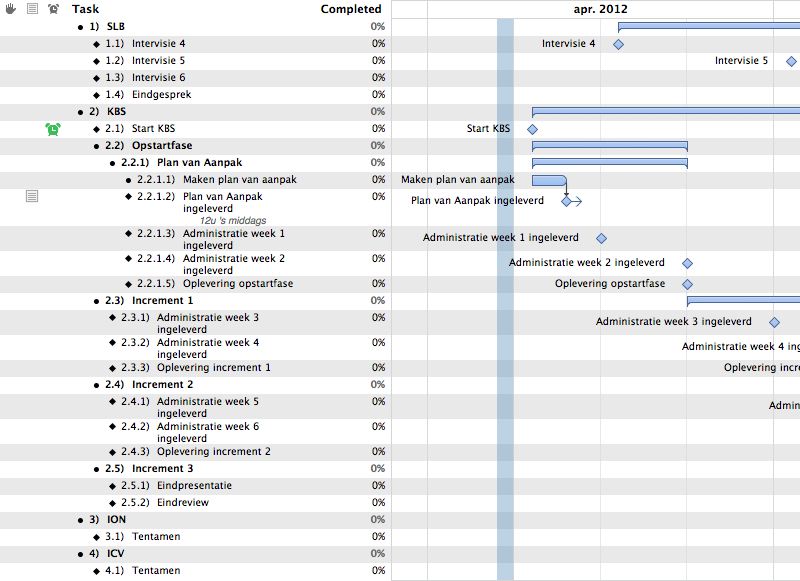 Task Completed apr. 2012
1) SLB 0%
1.1) Intervisie 4 0% Intervisie 4
1.2) Intervisie 5 0% Intervisie 5
1.3) Intervisie 6 0%
1.4) Eindgesprek 0%
2) KBS 0%
2.1) Start KBS 0% Start KBS
2.2) Opstartfase 0%
2.2.1) Plan van Aanpak 0%
2.2.1.1) Maken plan van aanpak 0% Maken plan van aanpak
2.2.1.2) Plan van Aanpak 0% Plan van Aanpak ingeleverd
ingeleverd
12u 's middags
2.2.1.3) Administratie week 1 0% Administratie week 1 ingeleverd
ingeleverd
2.2.1.4) Administratie week 2 0% Administratie week 2 ingeleverd
ingeleverd
2.2.1.5) Oplevering opstartfase 0% Oplevering opstartfase
2.3) Increment 1 0%
2.3.1) Administratie week 3 0% Administratie week 3 ingeleverd
ingeleverd
2.3.2) Administratie week 4 0% Administratie week 4 ing
ingeleverd
2.3.3) Oplevering increment 1 0% Oplevering incre
2.4) Increment 2 0%
2.4.1) Administratie week 5 0% Admin
ingeleverd
2.4.2) Administratie week 6 0%
ingeleverd
2.4.3) Oplevering increment 2 0%
2.5) Increment 3 0%
2.5.1) Eindpresentatie 0%
2.5.2) Eindreview 0%
3) ION 0%
3.1) Tentamen 0%
4) ICV 0%
4.1) Tentamen 0%